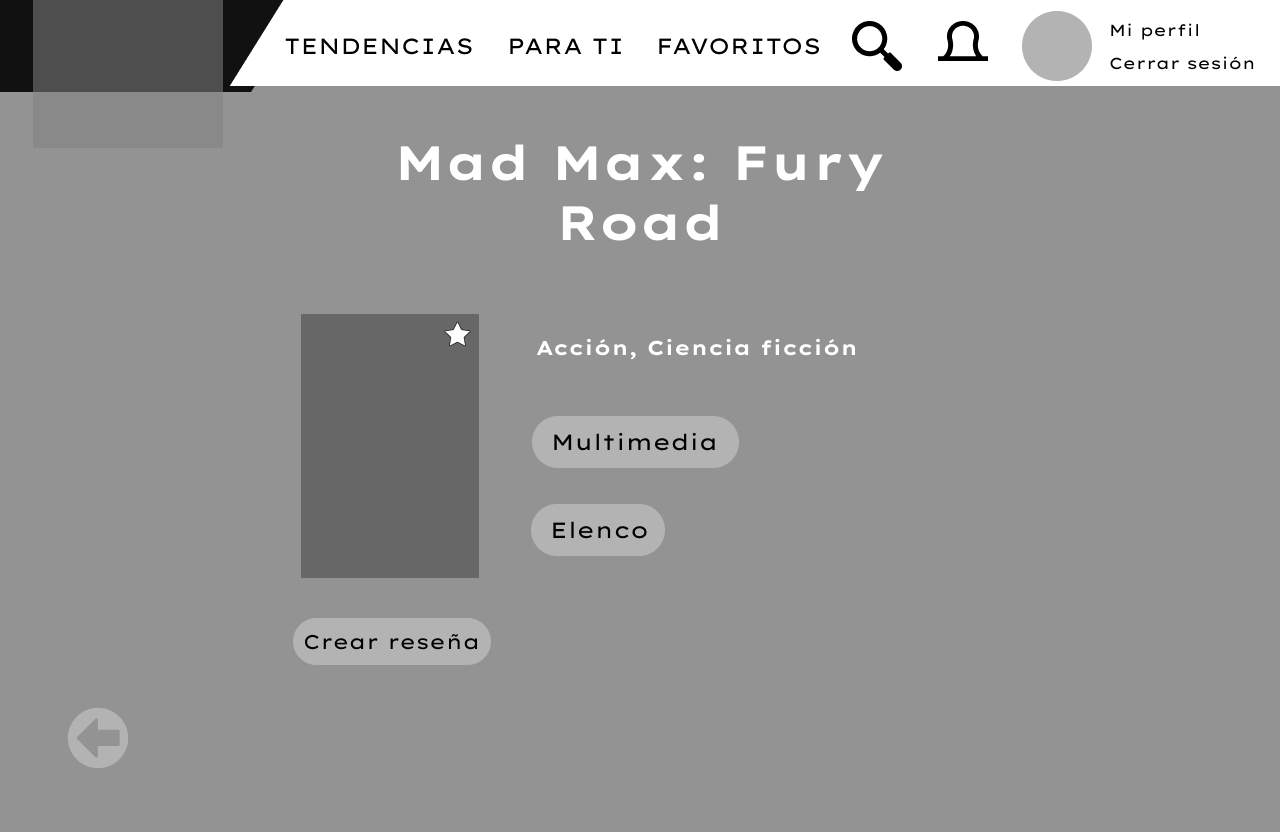 TENDENCIAS PARA TI FAVORITOS
Mi perfil
Cerrar sesión
Mad Max: Fury
Road
Acción, Ciencia ficción
Multimedia
Elenco
Crear reseña